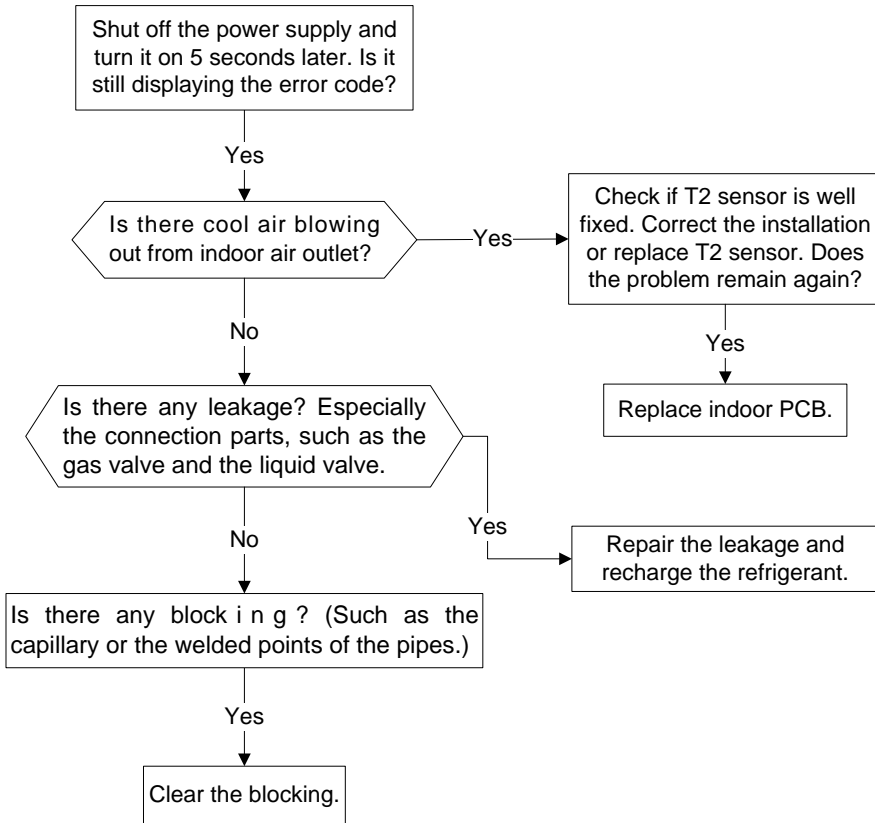 Shut off the power supply and
turn it on 5 seconds later. Is it
still displaying the error code?
Yes
Is there cool air blowing
out from indoor air outlet?
Yes
Check if T2 sensor is well
fixed. Correct the installation
or replace T2 sensor. Does
the problem remain again?
Yes
Replace indoor PCB.
No
Is there any leakage? Especially
the connection parts, such as the
gas valve and the liquid valve.
Yes
Repair the leakage and
recharge the refrigerant.
No
Is there any blocking? (Such as the
capillary or the welded points of the pipes.)
Yes
Clear the blocking.